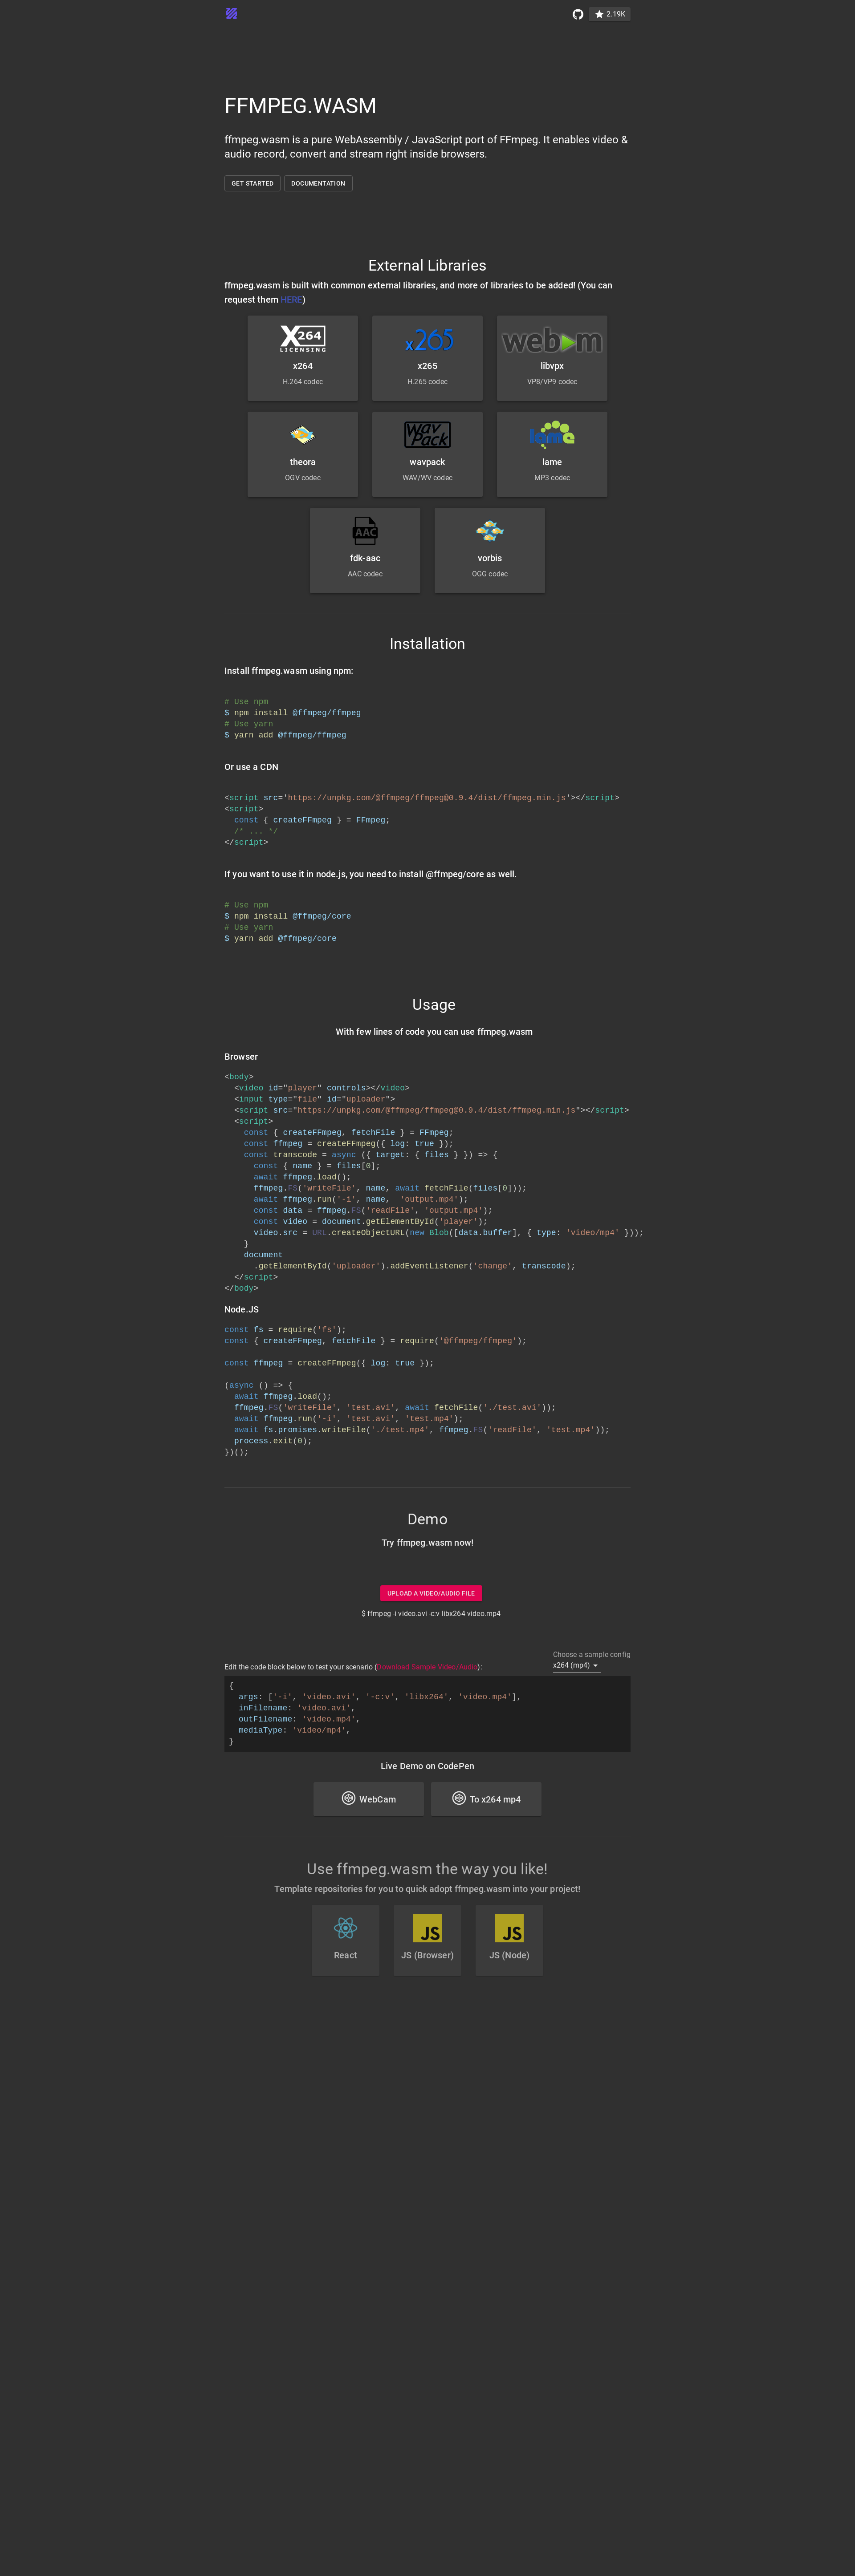 2.19K
FFMPEG.WASM
ffmpeg.wasm is a pure WebAssembly / JavaScript port of FFmpeg. It enables video &
audio record, convert and stream right inside browsers.
GET STARTED DOCUMENTATION
External Libraries
ffmpeg.wasm is built with common external libraries, and more of libraries to be added! (You can
request them HERE)
X264 LICENSING
x265
webm
x264
x265
libvpx
H.264 codec
H.265 codec
VP8/VP9 codec
Wav Pack
lame
theora
wavpack
lame
OGV codec
WAV/WV codec
MP3 codec
AAC
fdk-aac
vorbis
AAC codec
OGG codec
Installation
Install ffmpeg.wasm using npm:
# Use npm
$ npm install @ffmpeg/ffmpeg
# Use yarn
$ yarn add @ffmpeg/ffmpeg
Or use a CDN
<script src='https://unpkg.com/@ffmpeg/ffmpeg@0.9.4/dist/ffmpeg.min.js'></script>
<script>
  const { createFFmpeg } = FFmpeg;
  /* ... */
</script>
If you want to use it in node.js, you need to install @ffmpeg/core as well.
# Use npm
$ npm install @ffmpeg/core
# Use yarn
$ yarn add @ffmpeg/core
Usage
With few lines of code you can use ffmpeg.wasm
Browser
<body>
  <video id="player" controls></video>
  <input type="file" id="uploader">
  <script src="https://unpkg.com/@ffmpeg/ffmpeg@0.9.4/dist/ffmpeg.min.js"></script>
  <script>
    const { createFFmpeg, fetchFile } = FFmpeg;
    const ffmpeg = createFFmpeg({ log: true });
    const transcode = async ({ target: { files } }) => {
      const { name } = files[0];
      await ffmpeg.load();
      ffmpeg.FS('writeFile', name, await fetchFile(files[0]));
      await ffmpeg.run('-i', name,  'output.mp4');
      const data = ffmpeg.FS('readFile', 'output.mp4');
      const video = document.getElementById('player');
      video.src = URL.createObjectURL(new Blob([data.buffer], { type: 'video/mp4' }));
    }
    document
      .getElementById('uploader').addEventListener('change', transcode);
  </script>
</body>
Node.JS
const fs = require('fs');
const { createFFmpeg, fetchFile } = require('@ffmpeg/ffmpeg');
const ffmpeg = createFFmpeg({ log: true });
(async () => {
  await ffmpeg.load();
  ffmpeg.FS('writeFile', 'test.avi', await fetchFile('./test.avi'));
  await ffmpeg.run('-i', 'test.avi', 'test.mp4');
  await fs.promises.writeFile('./test.mp4', ffmpeg.FS('readFile', 'test.mp4'));
  process.exit(0);
})();
Demo
Try ffmpeg.wasm now!
UPLOAD A VIDEO/AUDIO FILE
$ ffmpeg -i video.avi -c:v libx264 video.mp4
Choose a sample config
x264 (mp4)
Edit the code block below to test your scenario (Download Sample Video/Audio):
{
  args: ['-i', 'video.avi', '-c:v', 'libx264', 'video.mp4'],
  inFilename: 'video.avi',
  outFilename: 'video.mp4',
  mediaType: 'video/mp4',
}
Live Demo on CodePen
WebCam
To x264 mp4
Use ffmpeg.wasm the way you like!
Template repositories for you to quick adopt ffmpeg.wasm into your project!
JS
JS
React
JS (Browser)
JS (Node)